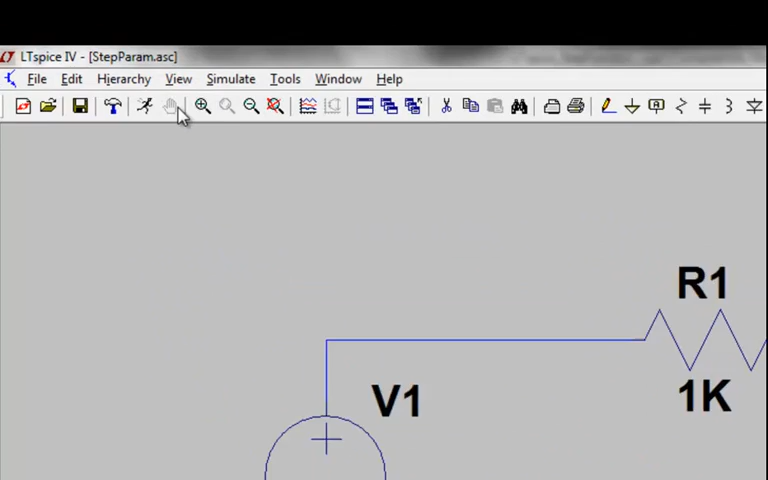 LTspice IV - [StepParam.asc]
File Edit Hierarchy View Simulate Tools Window Help
R1
V1
1K